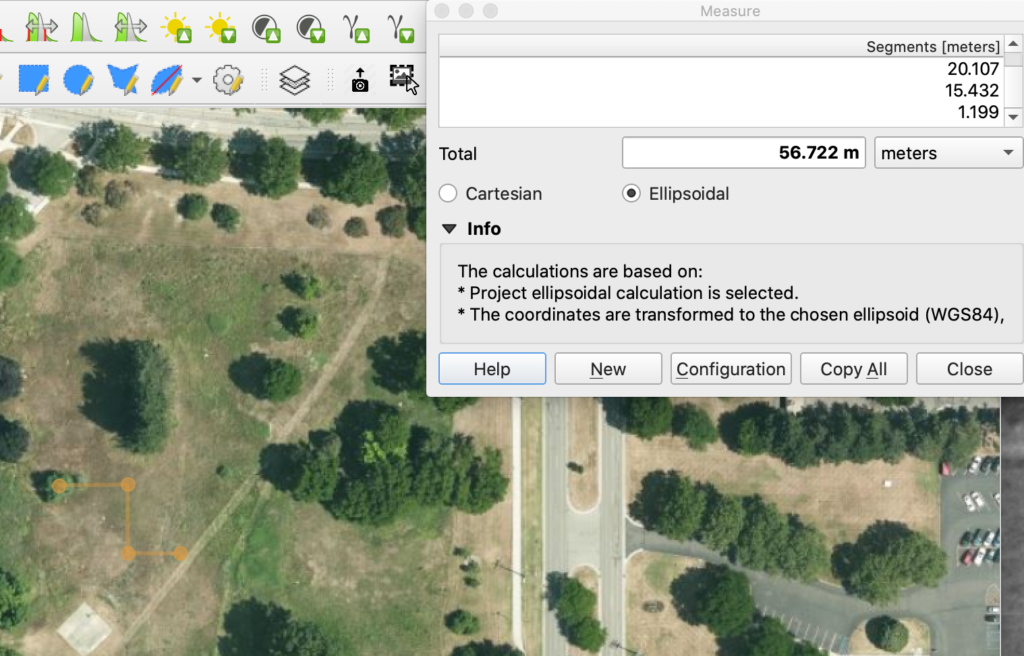 Measure
Segments [meters]
20.107
15.432
1.199
Total
56.722 m
meters
Cartesian
Ellipsoidal
Info
The calculations are based on:
* Project ellipsoidal calculation is selected.
* The coordinates are transformed to the chosen ellipsoid (WGS84),
Help
New
Configuration
Copy All
Close